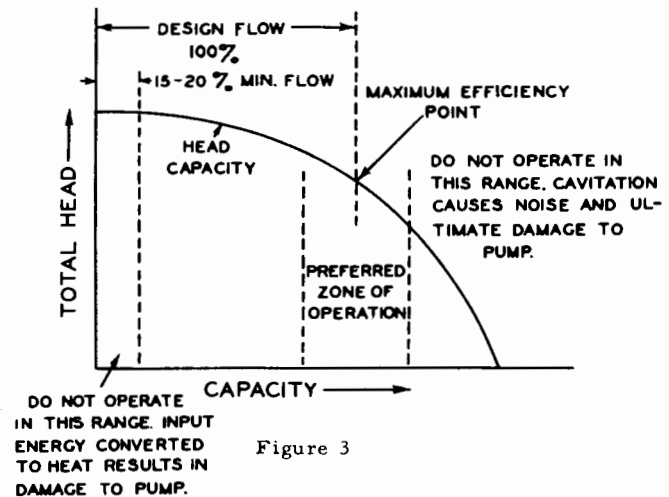 DESIGN FLOW
100%
15-20% MIN. FLOW
MAXIMUM EFFICIENCY
POINT
HEAD
CAPACITY
DO NOT OPERATE IN
THIS RANGE. CAVITATION
CAUSES NOISE AND UL-
TIMATE DAMAGE TO
PUMP.
TOTAL HEAD
PREFERRED
ZONE OF
OPERATION
CAPACITY
DO NOT OPERATE
IN THIS RANGE. INPUT
ENERGY CONVERTED
TO HEAT RESULTS IN
DAMAGE TO PUMP.
Figure 3